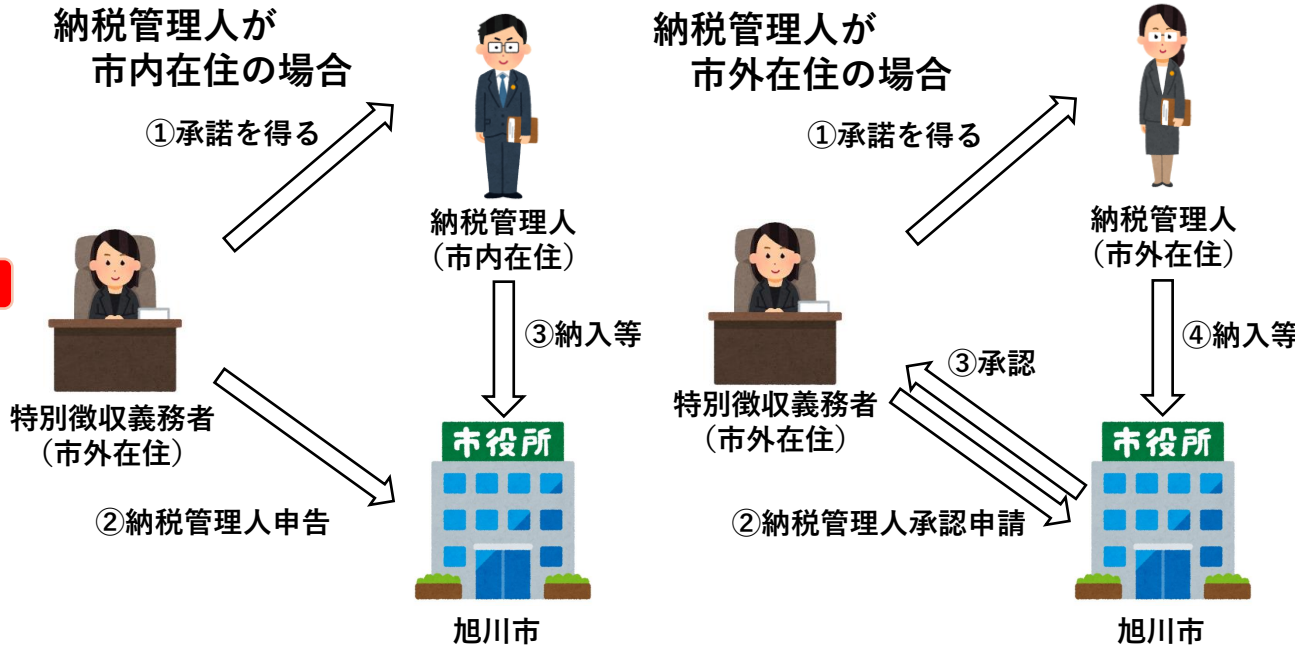 納税管理人が
市内在住の場合
①承諾を得る
納税管理人
（市内在住）
特別徴収義務者
（市外在住）
③納入等
②納税管理人申告
市役所
旭川市
納税管理人が
市外在住の場合
①承諾を得る
納税管理人
（市外在住）
特別徴収義務者
（市外在住）
③承認
④納入等
②納税管理人承認申請
市役所
旭川市